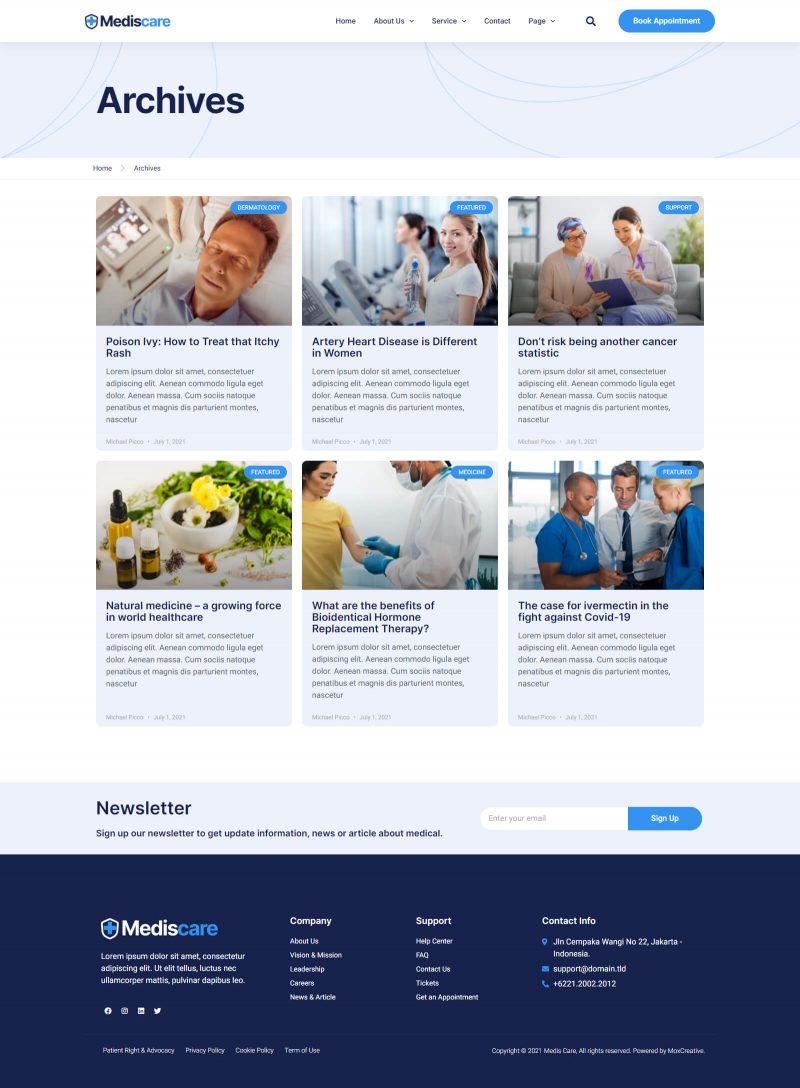 Mediscare
Home About Us Service Contact Page Book Appointment
Archives
Home Archives
DERMATOLOGY
Poison Ivy: How to Treat that Itchy
Rash
Lorem ipsum dolor sit amet, consectetuer
adipiscing elit. Aenean commodo ligula eget
dolor. Aenean massa. Cum sociis natoque
penatibus et magnis dis parturient montes,
nascetur
Michael Picco • July 1, 2021
FEATURED
Artery Heart Disease is Different
in Women
Lorem ipsum dolor sit amet, consectetuer
adipiscing elit. Aenean commodo ligula eget
dolor. Aenean massa. Cum sociis natoque
penatibus et magnis dis parturient montes,
nascetur
Michael Picco • July 1, 2021
SUPPORT
Don't risk being another cancer
statistic
Lorem ipsum dolor sit amet, consectetuer
adipiscing elit. Aenean commodo ligula eget
dolor. Aenean massa. Cum sociis natoque
penatibus et magnis dis parturient montes,
nascetur
Michael Picco • July 1, 2021
FEATURED
Natural medicine – a growing force
in world healthcare
Lorem ipsum dolor sit amet, consectetuer
adipiscing elit. Aenean commodo ligula eget
dolor. Aenean massa. Cum sociis natoque
penatibus et magnis dis parturient montes,
nascetur
Michael Picco • July 1, 2021
MEDICINE
What are the benefits of
Bioidentical Hormone
Replacement Therapy?
Lorem ipsum dolor sit amet, consectetuer
adipiscing elit. Aenean commodo ligula eget
dolor. Aenean massa. Cum sociis natoque
penatibus et magnis dis parturient montes,
nascetur
Michael Picco • July 1, 2021
FEATURED
The case for ivermectin in the
fight against Covid-19
Lorem ipsum dolor sit amet, consectetuer
adipiscing elit. Aenean commodo ligula eget
dolor. Aenean massa. Cum sociis natoque
penatibus et magnis dis parturient montes,
nascetur
Michael Picco • July 1, 2021
Newsletter
Sign up our newsletter to get update information, news or article about medical.
Enter your email Sign Up
Mediscare
Lorem ipsum dolor sit amet, consectetur
adipiscing elit. Ut elit tellus, luctus nec
ullamcorper mattis, pulvinar dapibus leo.
Company
About Us
Vision & Mission
Leadership
Careers
News & Article
Support
Help Center
FAQ
Contact Us
Tickets
Get an Appointment
Contact Info
Jln Cempaka Wangi No 22, Jakarta -
Indonesia.
support@domain.tld
+6221.2002.2012
Patient Right & Advocacy Privacy Policy Cookie Policy Term of Use
Copyright © 2021 Medis Care, All rights reserved. Powered by MoxCreative.